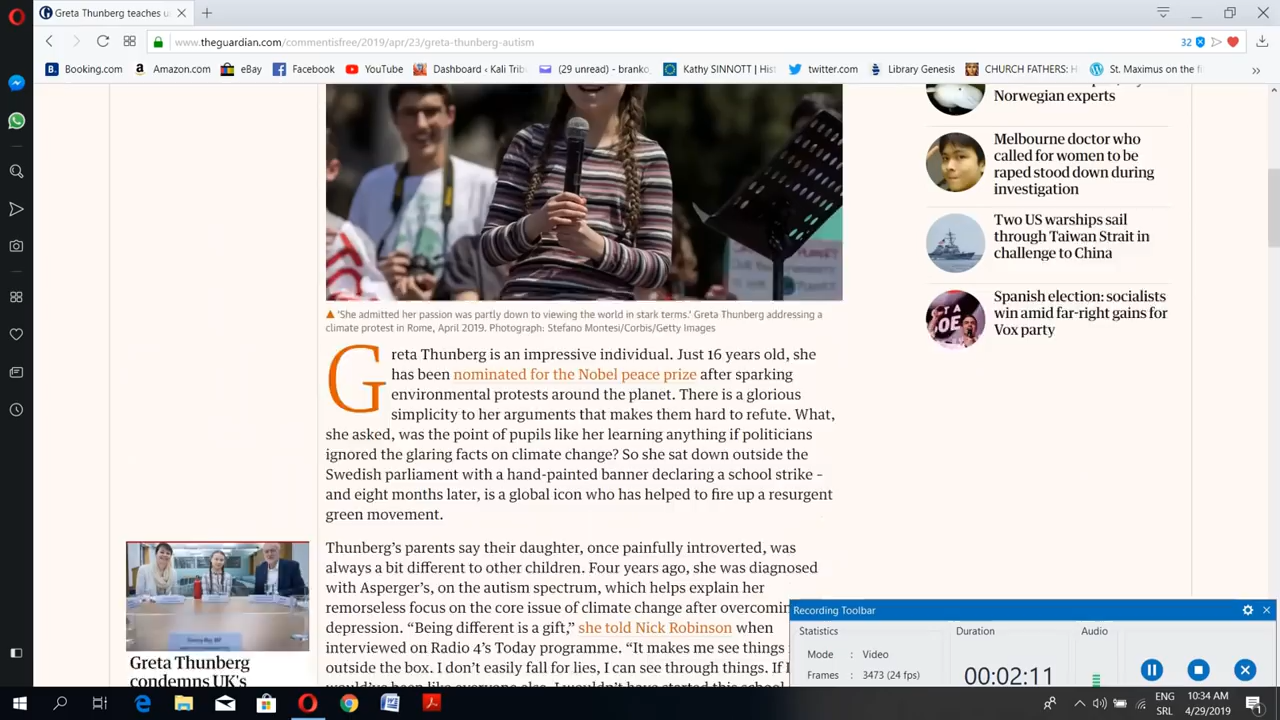 Greta Thunberg teaches u
www.theguardian.com/commentisfree/2019/apr/23/greta-thunberg-autism
32
Booking.com
Amazon.com
eBay
Facebook
YouTube
Dashboard ‹ Kali Trib
(29 unread) - branko_
Kathy SINNOTT | Hist
twitter.com
Library Genesis
CHURCH FATHERS: H
St. Maximus on the f
Norwegian experts
Melbourne doctor who
called for women to be
raped stood down during
investigation
Two US warships sail
through Taiwan Strait in
challenge to China
Spanish election: socialists
win amid far-right gains for
Vox party
'She admitted her passion was partly down to viewing the world in stark terms.' Greta Thunberg addressing a
climate protest in Rome, April 2019. Photograph: Stefano Montesi/Corbis/Getty Images
Greta Thunberg is an impressive individual. Just 16 years old, she
has been nominated for the Nobel peace prize after sparking
environmental protests around the planet. There is a glorious
simplicity to her arguments that makes them hard to refute. What,
she asked, was the point of pupils like her learning anything if politicians
ignored the glaring facts on climate change? So she sat down outside the
Swedish parliament with a hand-painted banner declaring a school strike –
and eight months later, is a global icon who has helped to fire up a resurgent
green movement.
Thunberg's parents say their daughter, once painfully introverted, was
always a bit different to other children. Four years ago, she was diagnosed
with Asperger's, on the autism spectrum, which helps explain her
remorseless focus on the core issue of climate change after overcomin
depression. “Being different is a gift,” she told Nick Robinson when
interviewed on Radio 4's Today programme. “It makes me see things
outside the box. I don't easily fall for lies, I can see through things. If I
would've been like everyone else, I wouldn't have started this school
Greta Thunberg
condemns UK's
Recording Toolbar
Statistics
Duration
Audio
Mode : Video
Frames : 3473 (24 fps)
00:02:11
ENG
SRL
10:34 AM
4/29/2019